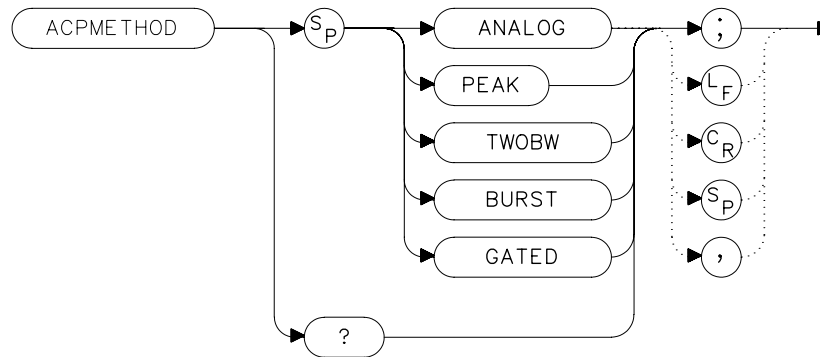 ACPMETHOD SP ANALOG ;
PEAK LF
TWOBW CR
BURST SP
GATED ,
?